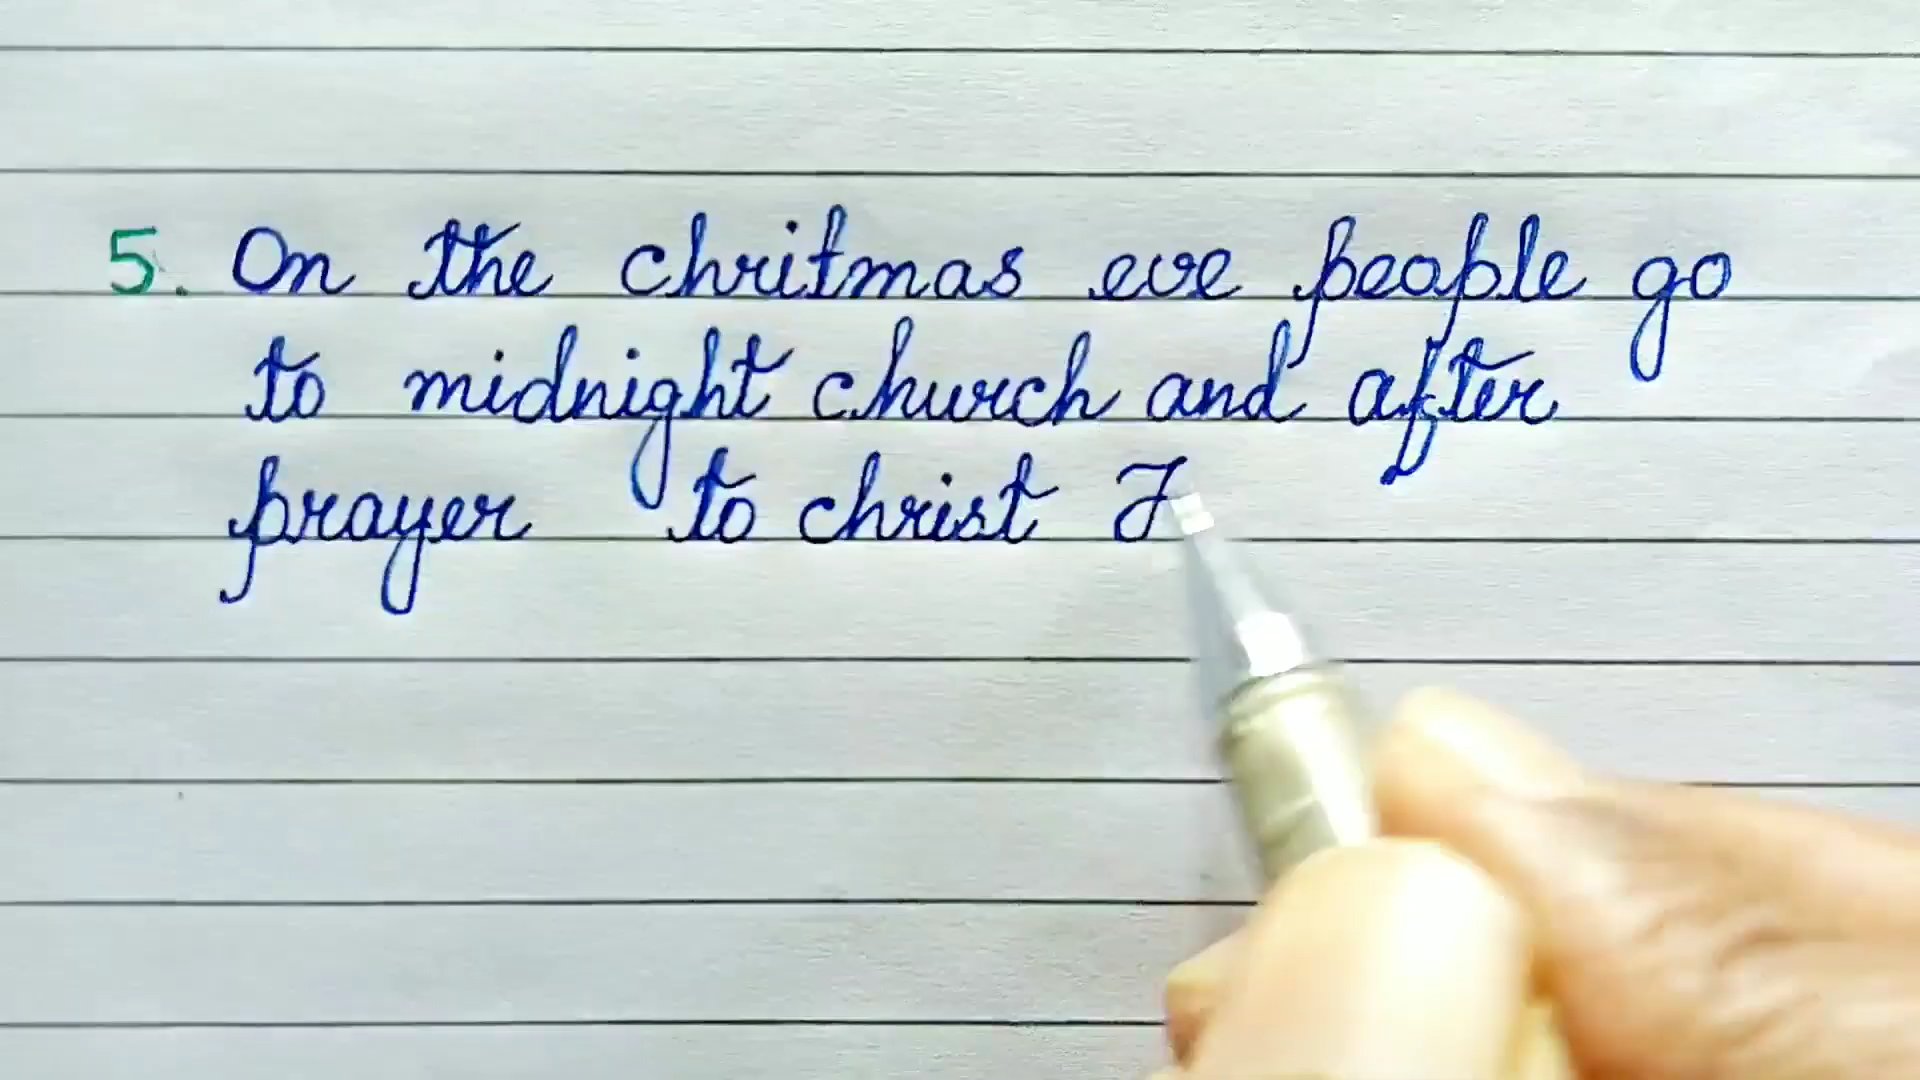 5. On the chritmas eve people go
to midnight church and after
prayer to christ